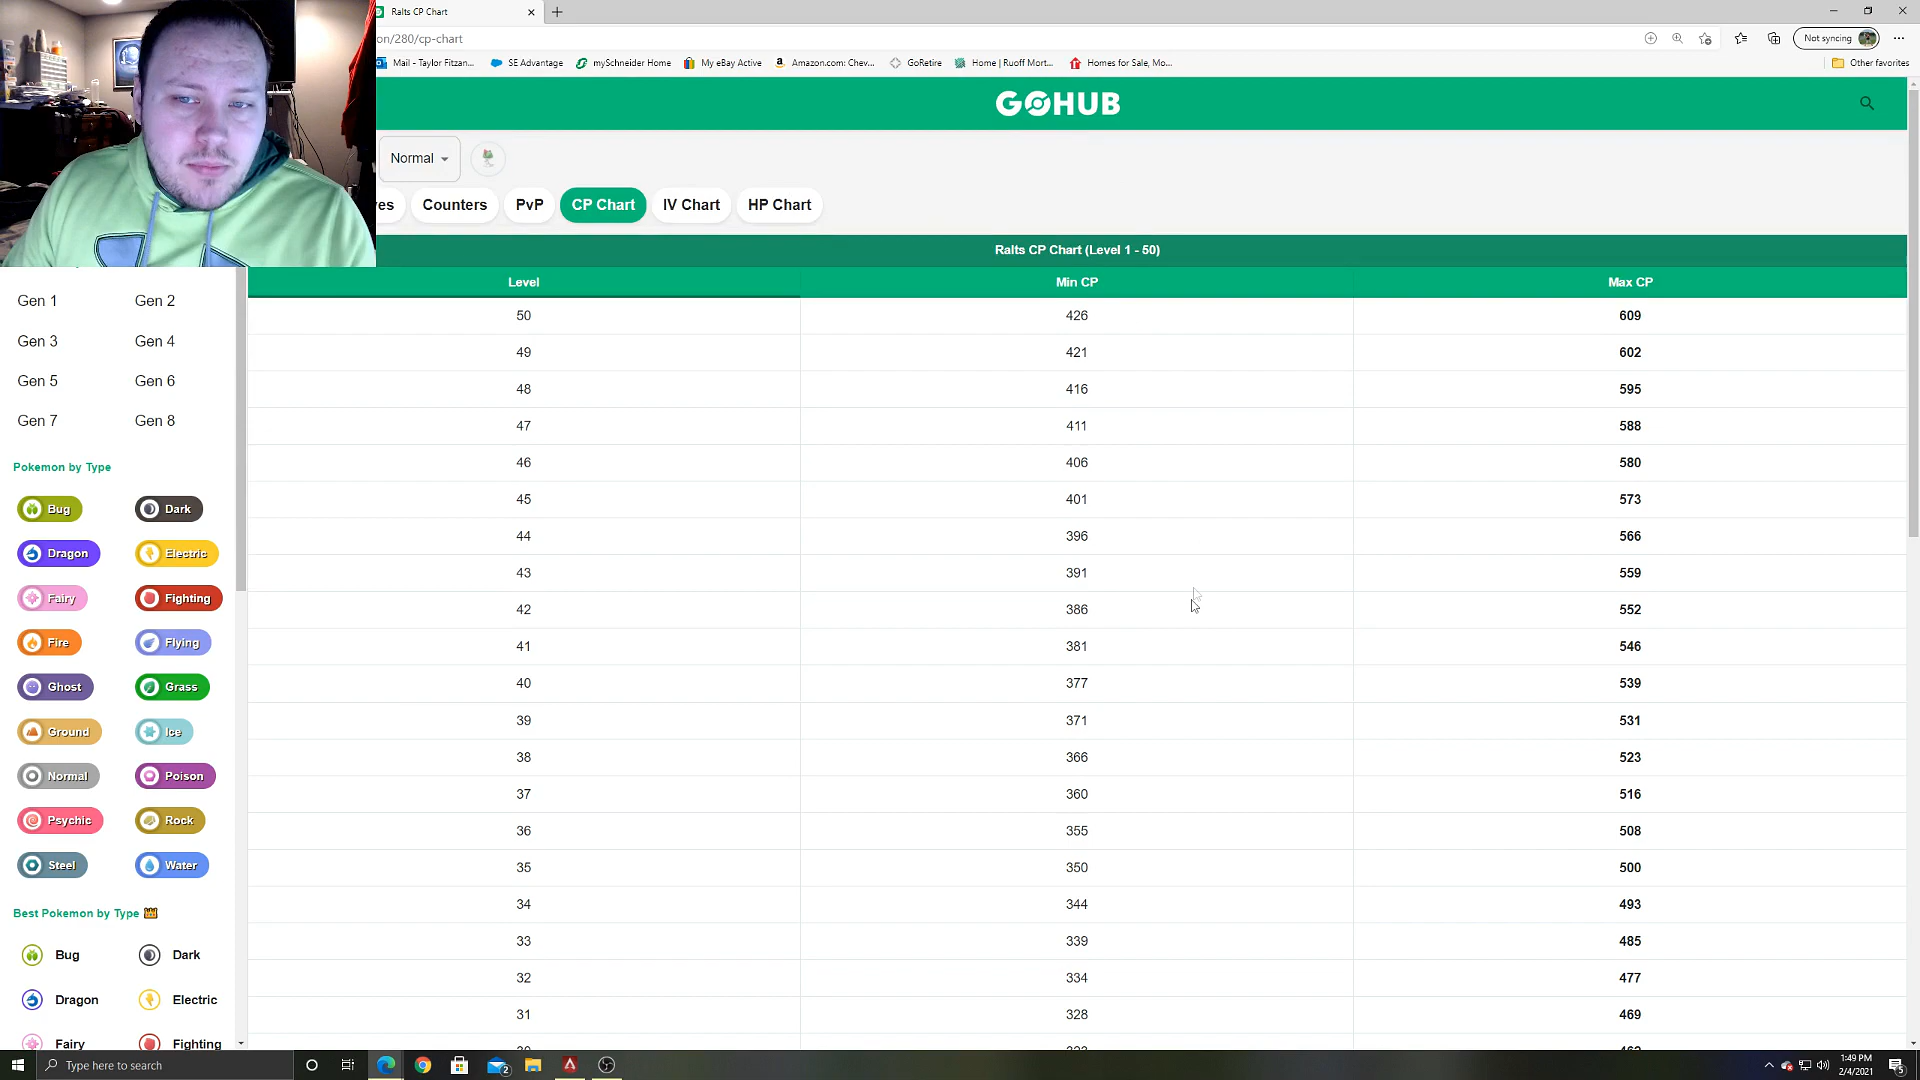 Ralts CP Chart
on/280/cp-chart
Not syncing
Mail - Taylor Fitzan...
SE Advantage
mySchneider Home
My eBay Active
Amazon.com: Chev...
GoRetire
Home | Ruoff Mort...
Homes for Sale, Mo...
Other favorites
GOHUB
Normal
ves
Counters
PvP
CP Chart
IV Chart
HP Chart
Ralts CP Chart (Level 1 - 50)
Level Min CP Max CP
50 426 609
49 421 602
48 416 595
47 411 588
46 406 580
45 401 573
44 396 566
43 391 559
42 386 552
41 381 546
40 377 539
39 371 531
38 366 523
37 360 516
36 355 508
35 350 500
34 344 493
33 339 485
32 334 477
31 328 469
Gen 1 Gen 2
Gen 3 Gen 4
Gen 5 Gen 6
Gen 7 Gen 8
Pokemon by Type
Bug Dark
Dragon Electric
Fairy Fighting
Fire Flying
Ghost Grass
Ground Ice
Normal Poison
Psychic Rock
Steel Water
Best Pokemon by Type
Bug Dark
Dragon Electric
Fairy Fighting
Type here to search
2
1:49 PM
2/4/2021
5